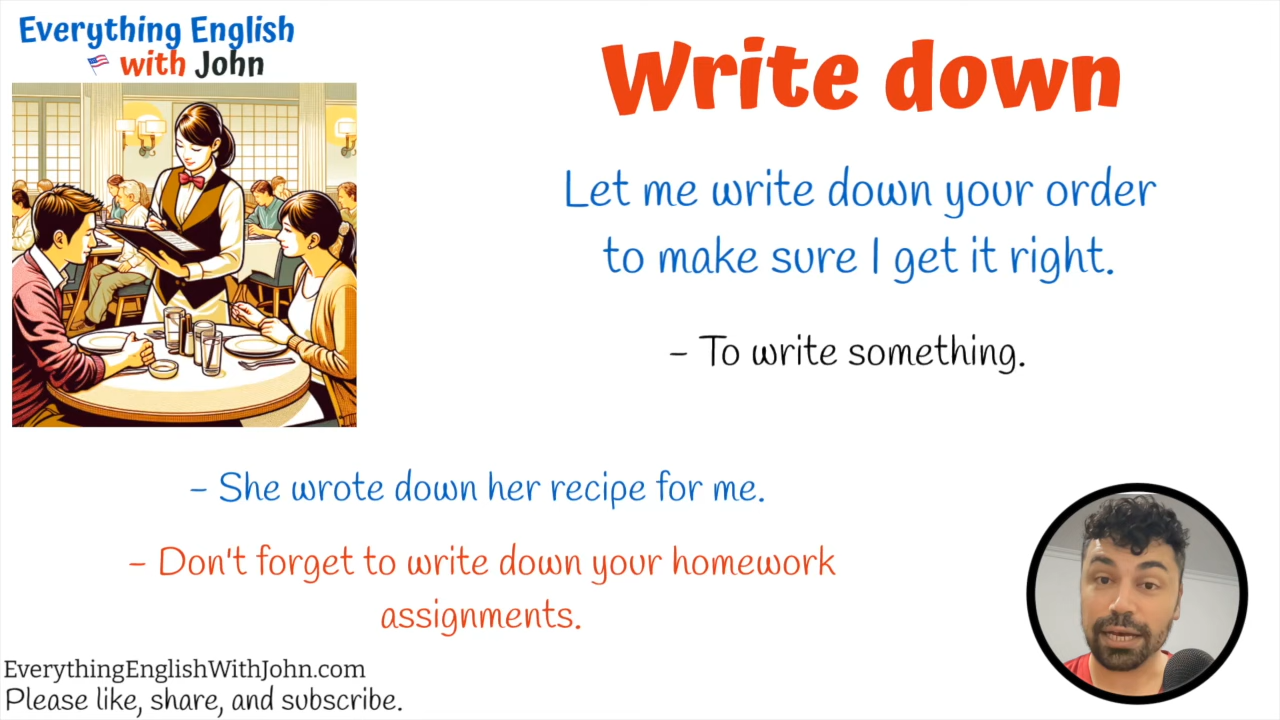 Everything English
with John
Write down
Let me write down your order
to make sure I get it right.
- To write something.
- She wrote down her recipe for me.
- Don't forget to write down your homework
assignments.
EverythingEnglishWithJohn.com
Please like, share, and subscribe.